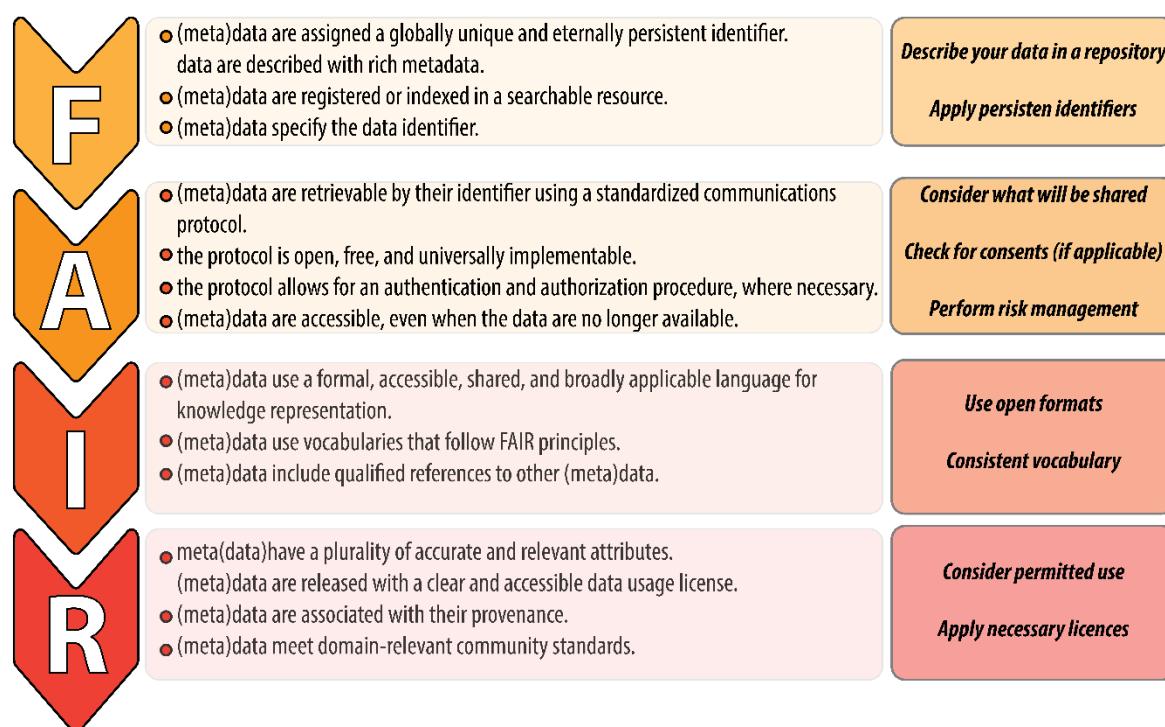 F
(meta)data are assigned a globally unique and eternally persistent identifier.
data are described with rich metadata.
(meta)data are registered or indexed in a searchable resource.
(meta)data specify the data identifier.
Describe your data in a repository
Apply persisten identifiers
A
(meta)data are retrievable by their identifier using a standardized communications
protocol.
the protocol is open, free, and universally implementable.
the protocol allows for an authentication and authorization procedure, where necessary.
(meta)data are accessible, even when the data are no longer available.
Consider what will be shared
Check for consents (if applicable)
Perform risk management
I
(meta)data use a formal, accessible, shared, and broadly applicable language for
knowledge representation.
(meta)data use vocabularies that follow FAIR principles.
(meta)data include qualified references to other (meta)data.
Use open formats
Consistent vocabulary
R
meta(data)have a plurality of accurate and relevant attributes.
(meta)data are released with a clear and accessible data usage license.
(meta)data are associated with their provenance.
(meta)data meet domain-relevant community standards.
Consider permitted use
Apply necessary licences